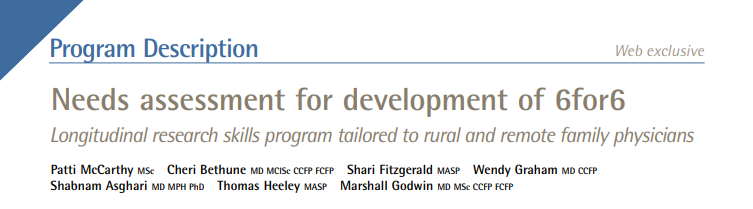 Program Description
Web exclusive
Needs assessment for development of 6for6
Longitudinal research skills program tailored to rural and remote family physicians
Patti McCarthy MSc Cheri Bethune MD MClSc CCFP FCFP Shari Fitzgerald MASP Wendy Graham MD CCFP
Shabnam Asghari MD MPH PhD Thomas Heeley MASP Marshall Godwin MD MSc CCFP FCFP